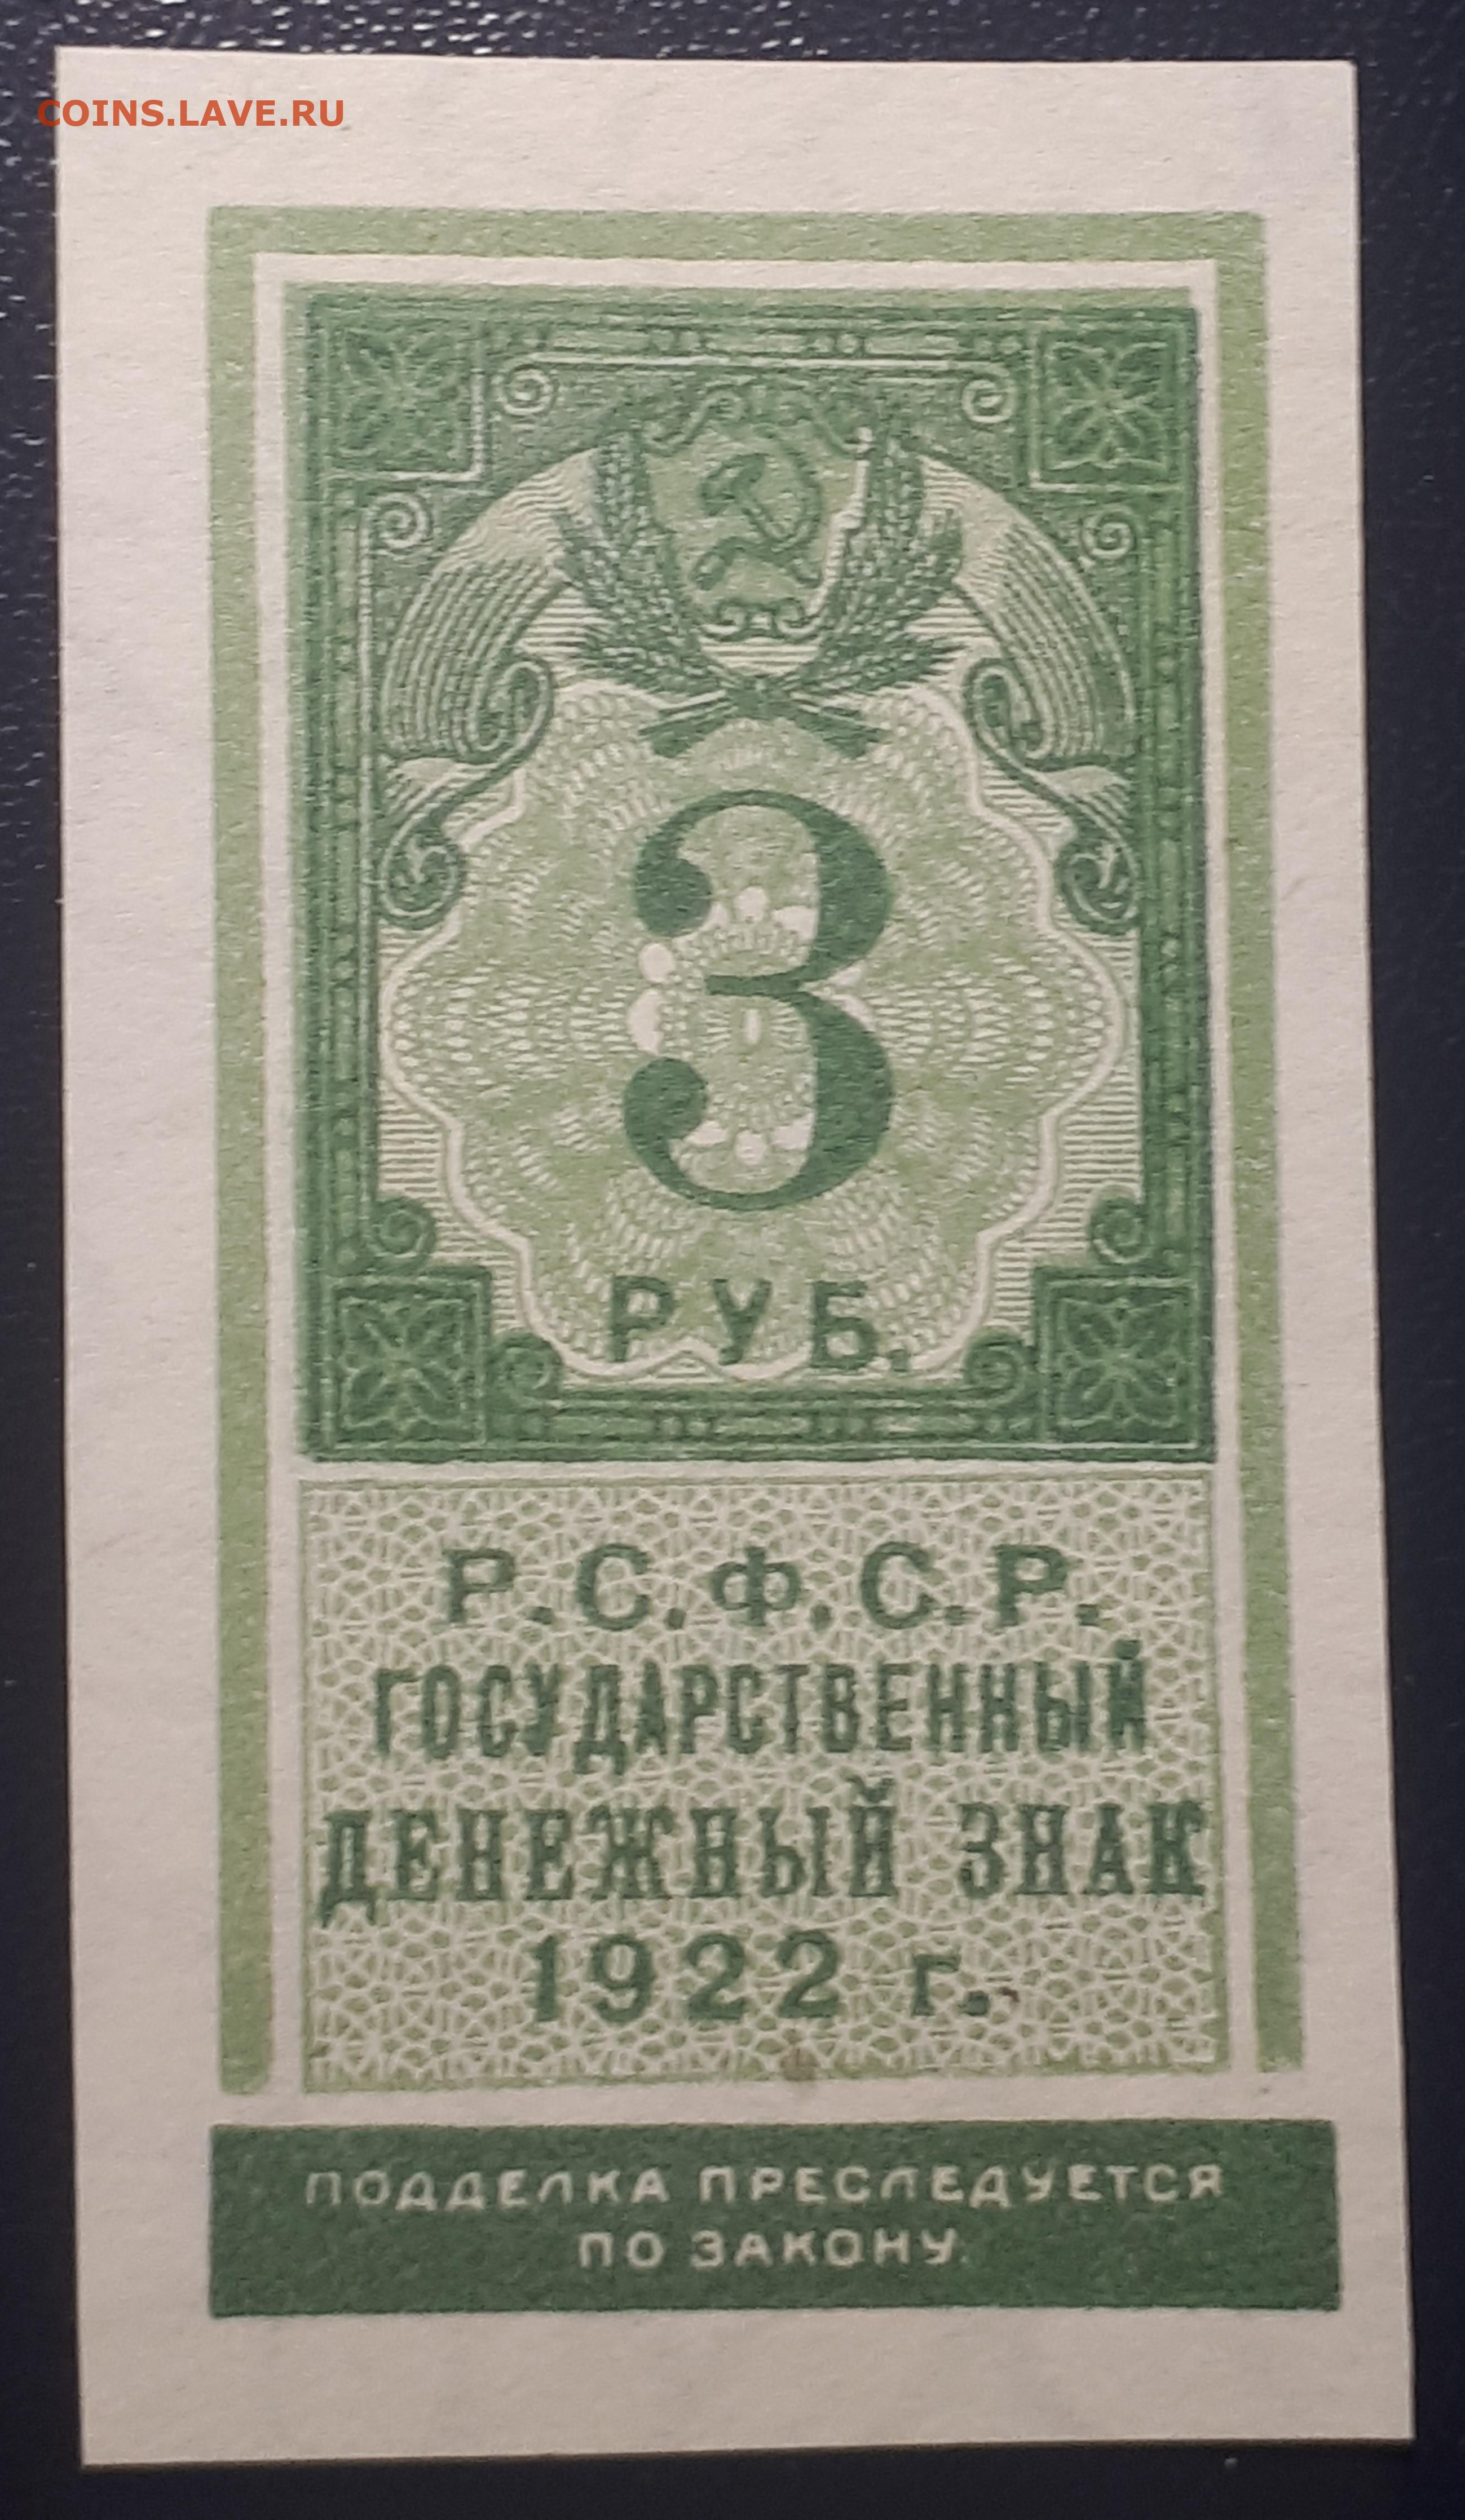 COINS.LAVE.RU
3
РУБ.
Р.С.Ф.С.Р.
ГОСУДАРСТВЕННЫЙ
ДЕНЕЖНЫЙ ЗНАК
1922 г.
ПОДДЕЛКА ПРЕСЛЕДУЕТСЯ
ПО ЗАКОНУ.